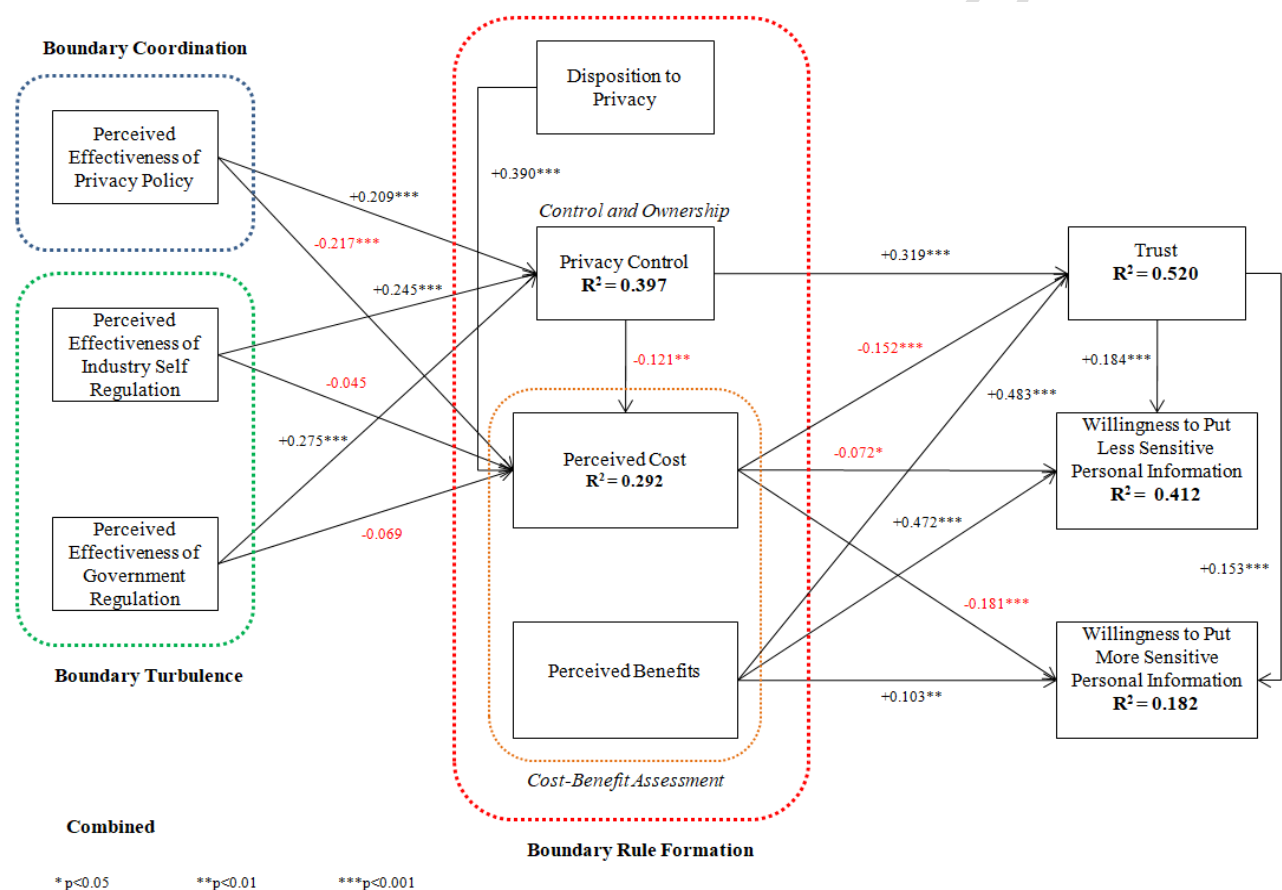 Boundary Coordination
Perceived
Effectiveness of
Privacy Policy
Perceived
Effectiveness of
Industry Self
Regulation
Perceived
Effectiveness of
Government
Regulation
Boundary Turbulence
+0.209***
-0.217***
+0.245***
-0.045
+0.275***
-0.069
Disposition to
Privacy
+0.390***
Control and Ownership
Privacy Control
R² = 0.397
-0.121**
Perceived Cost
R² = 0.292
Perceived Benefits
Cost-Benefit Assessment
Boundary Rule Formation
+0.319***
-0.152***
+0.483***
-0.072*
+0.472***
-0.181***
+0.103**
Trust
R² = 0.520
+0.184***
Willingness to Put
Less Sensitive
Personal Information
R² = 0.412
+0.153***
Willingness to Put
More Sensitive
Personal Information
R² = 0.182
Combined
*p<0.05 **p<0.01 ***p<0.001